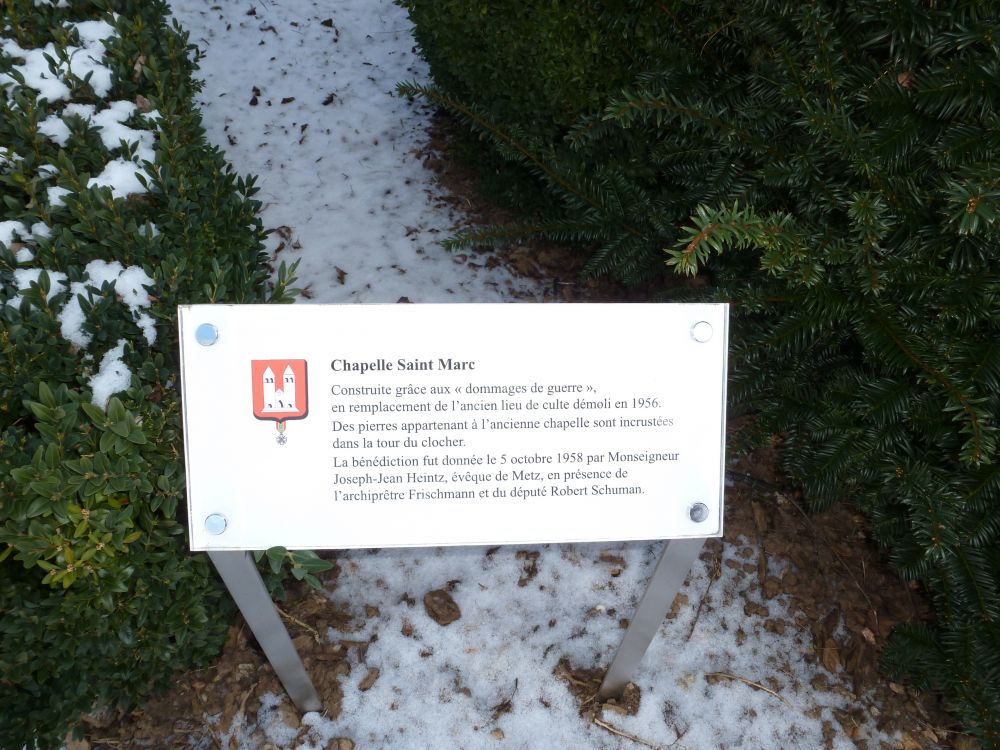 Chapelle Saint Marc
Construite grâce aux « dommages de guerre »,
en remplacement de l'ancien lieu de culte démoli en 1956.
Des pierres appartenant à l'ancienne chapelle sont incrustées
dans la tour du clocher.
La bénédiction fut donnée le 5 octobre 1958 par Monseigneur
Joseph-Jean Heintz, évêque de Metz, en présence de
l'archiprêtre Frischmann et du député Robert Schuman.